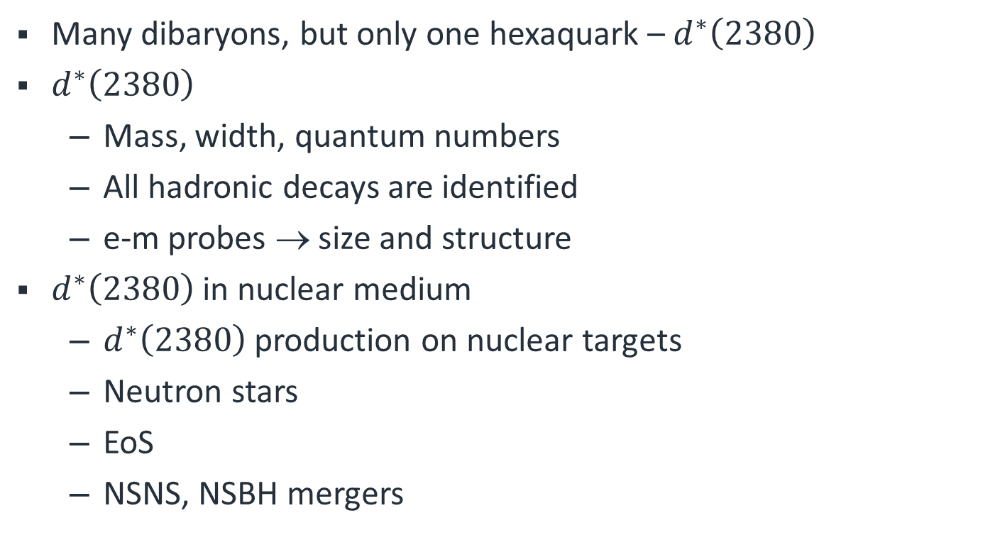 ▪ Many dibaryons, but only one hexaquark – d*(2380)
▪ d*(2380)
– Mass, width, quantum numbers
– All hadronic decays are identified
– e-m probes → size and structure
▪ d*(2380) in nuclear medium
– d*(2380) production on nuclear targets
– Neutron stars
– EoS
– NSNS, NSBH mergers